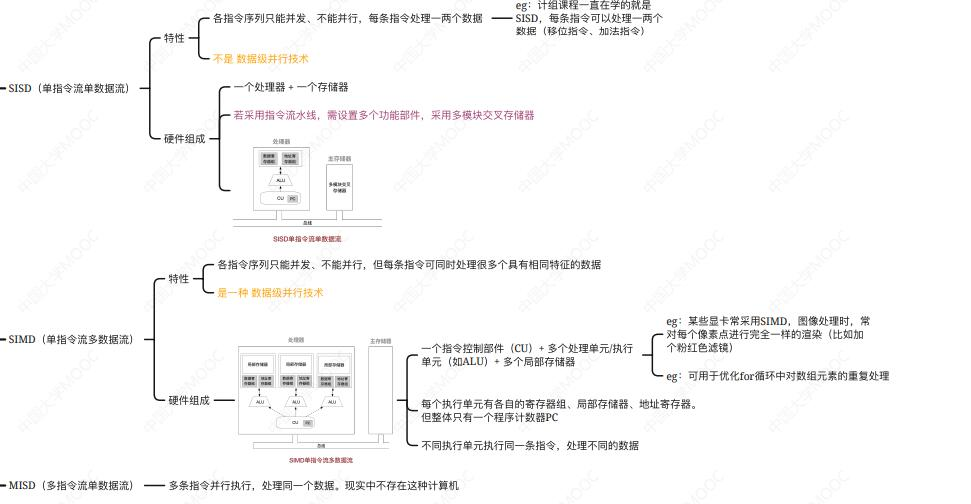 各指令序列只能并发、不能并行，每条指令处理一两个数据
eg：计组课程一直在学的就是
SISD，每条指令可以处理一两个
数据（移位指令、加法指令）
特性
不是 数据级并行技术
SISD（单指令流单数据流）
一个处理器 + 一个存储器
若采用指令流水线，需设置多个功能部件，采用多模块交叉存储器
硬件组成
处理器
数据寄
存器组
地址寄
存器组
ALU
CU
PC
主存储器
多模块交叉
存储器
总线
SISD单指令流单数据流
各指令序列只能并发、不能并行，但每条指令可同时处理很多个具有相同特征的数据
特性
是一种 数据级并行技术
SIMD（单指令流多数据流）
硬件组成
处理器
主存储器
局部存储器
局部存储器
局部存储器
数据寄
存器组
地址寄
存器组
数据寄
存器组
地址寄
存器组
数据寄
存器组
地址寄
存器组
ALU
ALU
ALU
CU
PC
总线
SIMD单指令流多数据流
一个指令控制部件（CU）+ 多个处理单元/执行
单元（如ALU）+ 多个局部存储器
eg：某些显卡常采用SIMD，图像处理时，常
对每个像素点进行完全一样的渲染（比如加
个粉红色滤镜）
eg：可用于优化for循环中对数组元素的重复处理
每个执行单元有各自的寄存器组、局部存储器、地址寄存器。
但整体只有一个程序计数器PC
不同执行单元执行同一条指令，处理不同的数据
MISD（多指令流单数据流）
多条指令并行执行，处理同一个数据。现实中不存在这种计算机
中国大学MOOC